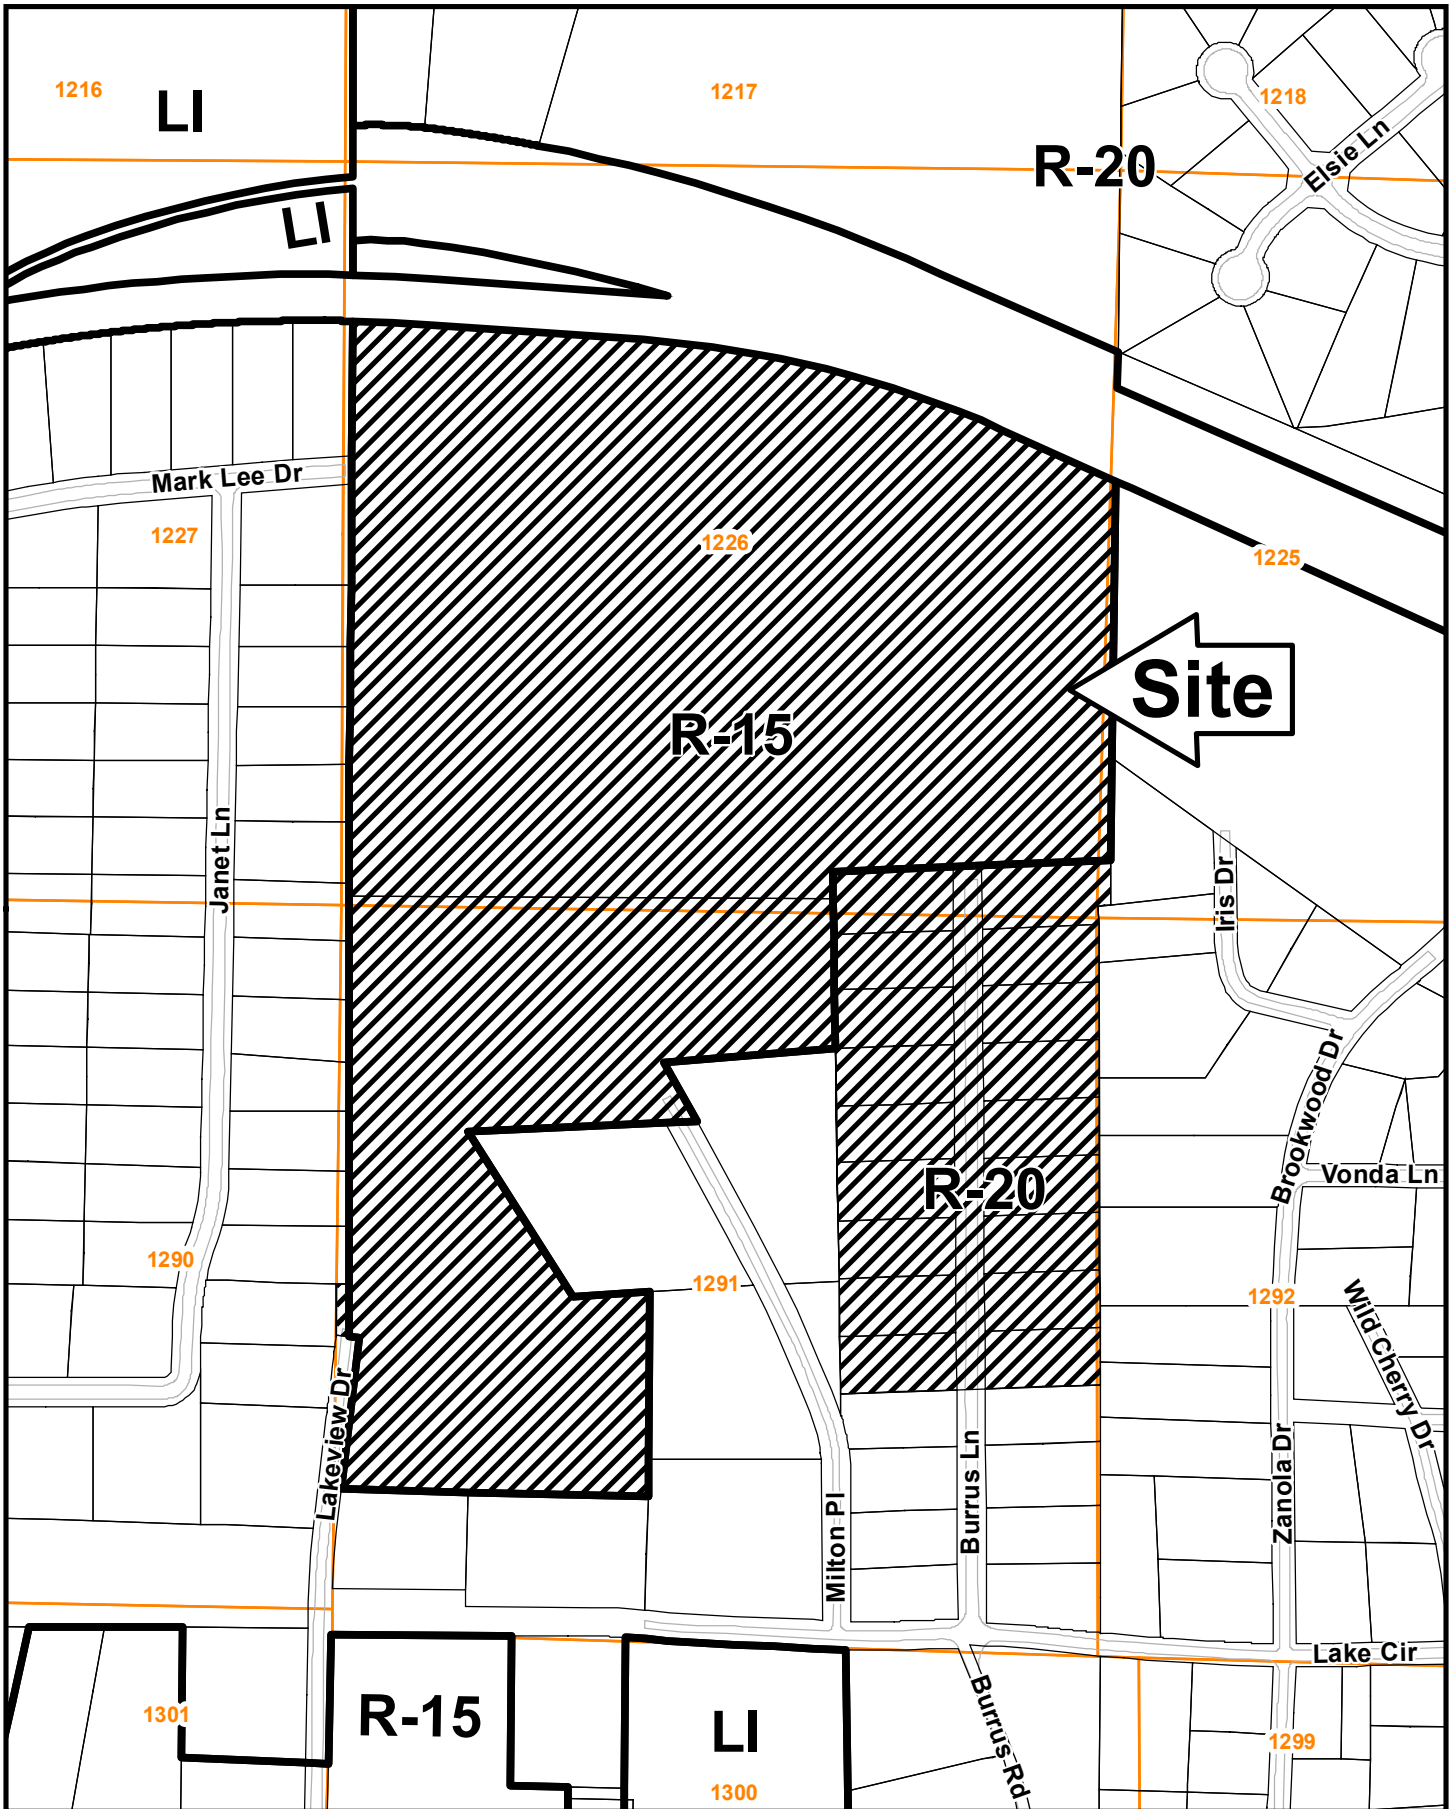 1216
LI
1217
1218
Elsie Ln
R-20
LI
Mark Lee Dr
1227
1226
1225
Site
R-15
Janet Ln
Iris Dr
Brookwood Dr
Vonda Ln
R-20
1290
1291
1292
Wild Cherry Dr
Lakeview Dr
Milton Pl
Burrus Ln
Zanola Dr
Lake Cir
1301
R-15
LI
Burrus Rd
1299
1300